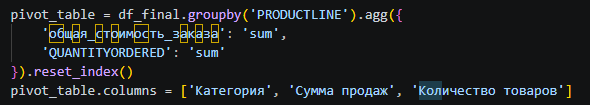 pivot_table = df_final.groupby('PRODUCTLINE').agg({
    'общая_стоимость_заказа': 'sum',
    'QUANTITYORDERED': 'sum'
}).reset_index()
pivot_table.columns = ['Категория', 'Сумма продаж', 'Количество товаров']